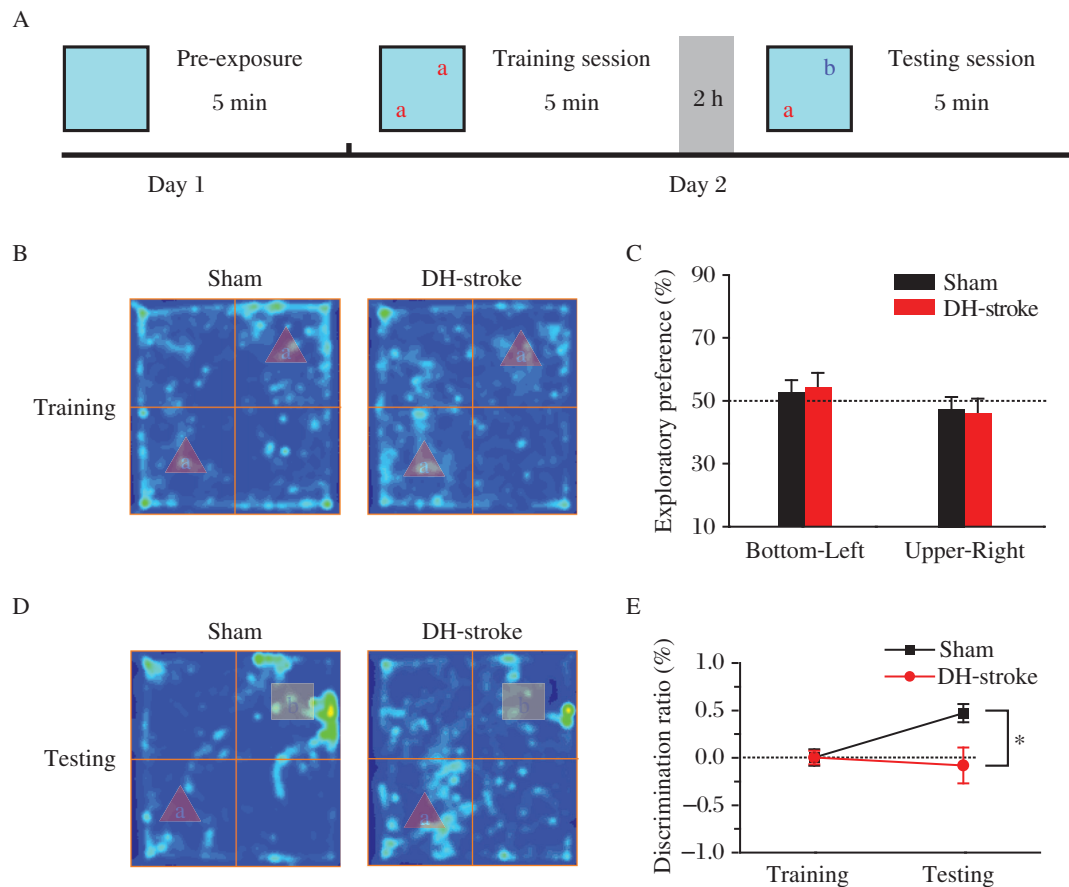 A
Pre-exposure
5 min
a
a
Training session
5 min
2 h
b
a
Testing session
5 min
Day 1
Day 2
B
Sham
DH-stroke
Training
a
a
a
a
C
Exploratory preference (%)
90
70
50
30
10
Sham
DH-stroke
Bottom-Left
Upper-Right
D
Sham
DH-stroke
Testing
b
a
b
a
E
Discrimination ratio (%)
1.0
0.5
0.0
−0.5
−1.0
Sham
DH-stroke
*
Training
Testing